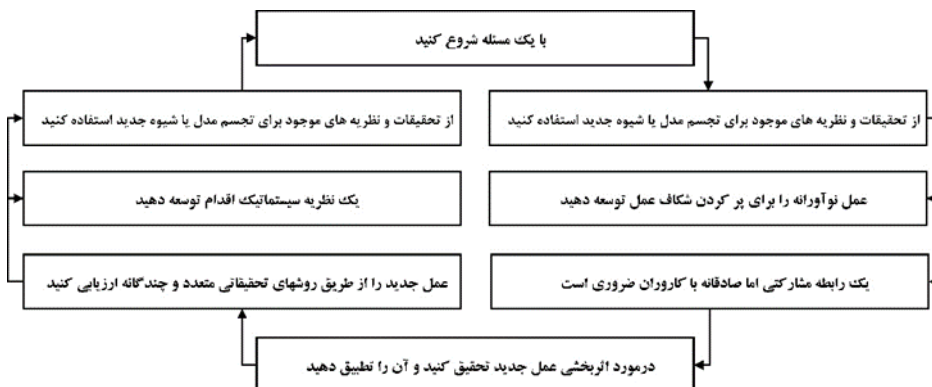 با یک مسئله شروع کنید
از تحقیقات و نظریه های موجود برای تجسم مدل یا شیوه جدید استفاده کنید
از تحقیقات و نظریه های موجود برای تجسم مدل یا شیوه جدید استفاده کنید
عمل نوآورانه را برای پر کردن شکاف عمل توسعه دهید
یک نظریه سیستماتیک اقدام توسعه دهید
یک رابطه مشارکتی اما صادقانه با کاروران ضروری است
عمل جدید را از طریق روشهای تحقیقاتی متعدد و چندگانه ارزیابی کنید
درمورد اثربخشی عمل جدید تحقیق کنید و آن را تطبیق دهید